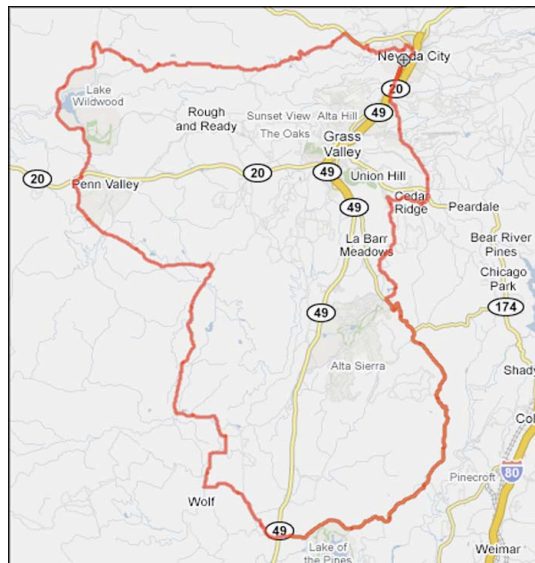 Nevada City
Lake
Wildwood
20
Rough
and Ready
Sunset View
Alta Hill
49
The Oaks
Grass
Valley
20
Penn Valley
20
49
Union Hill
49
Cedar
Ridge
Peardale
La Barr
Meadows
Bear River
Pines
Chicago
Park
49
174
Alta Sierra
Shady
Col
80
Pinecroft
Wolf
49
Lake of
the Pines
Weimar